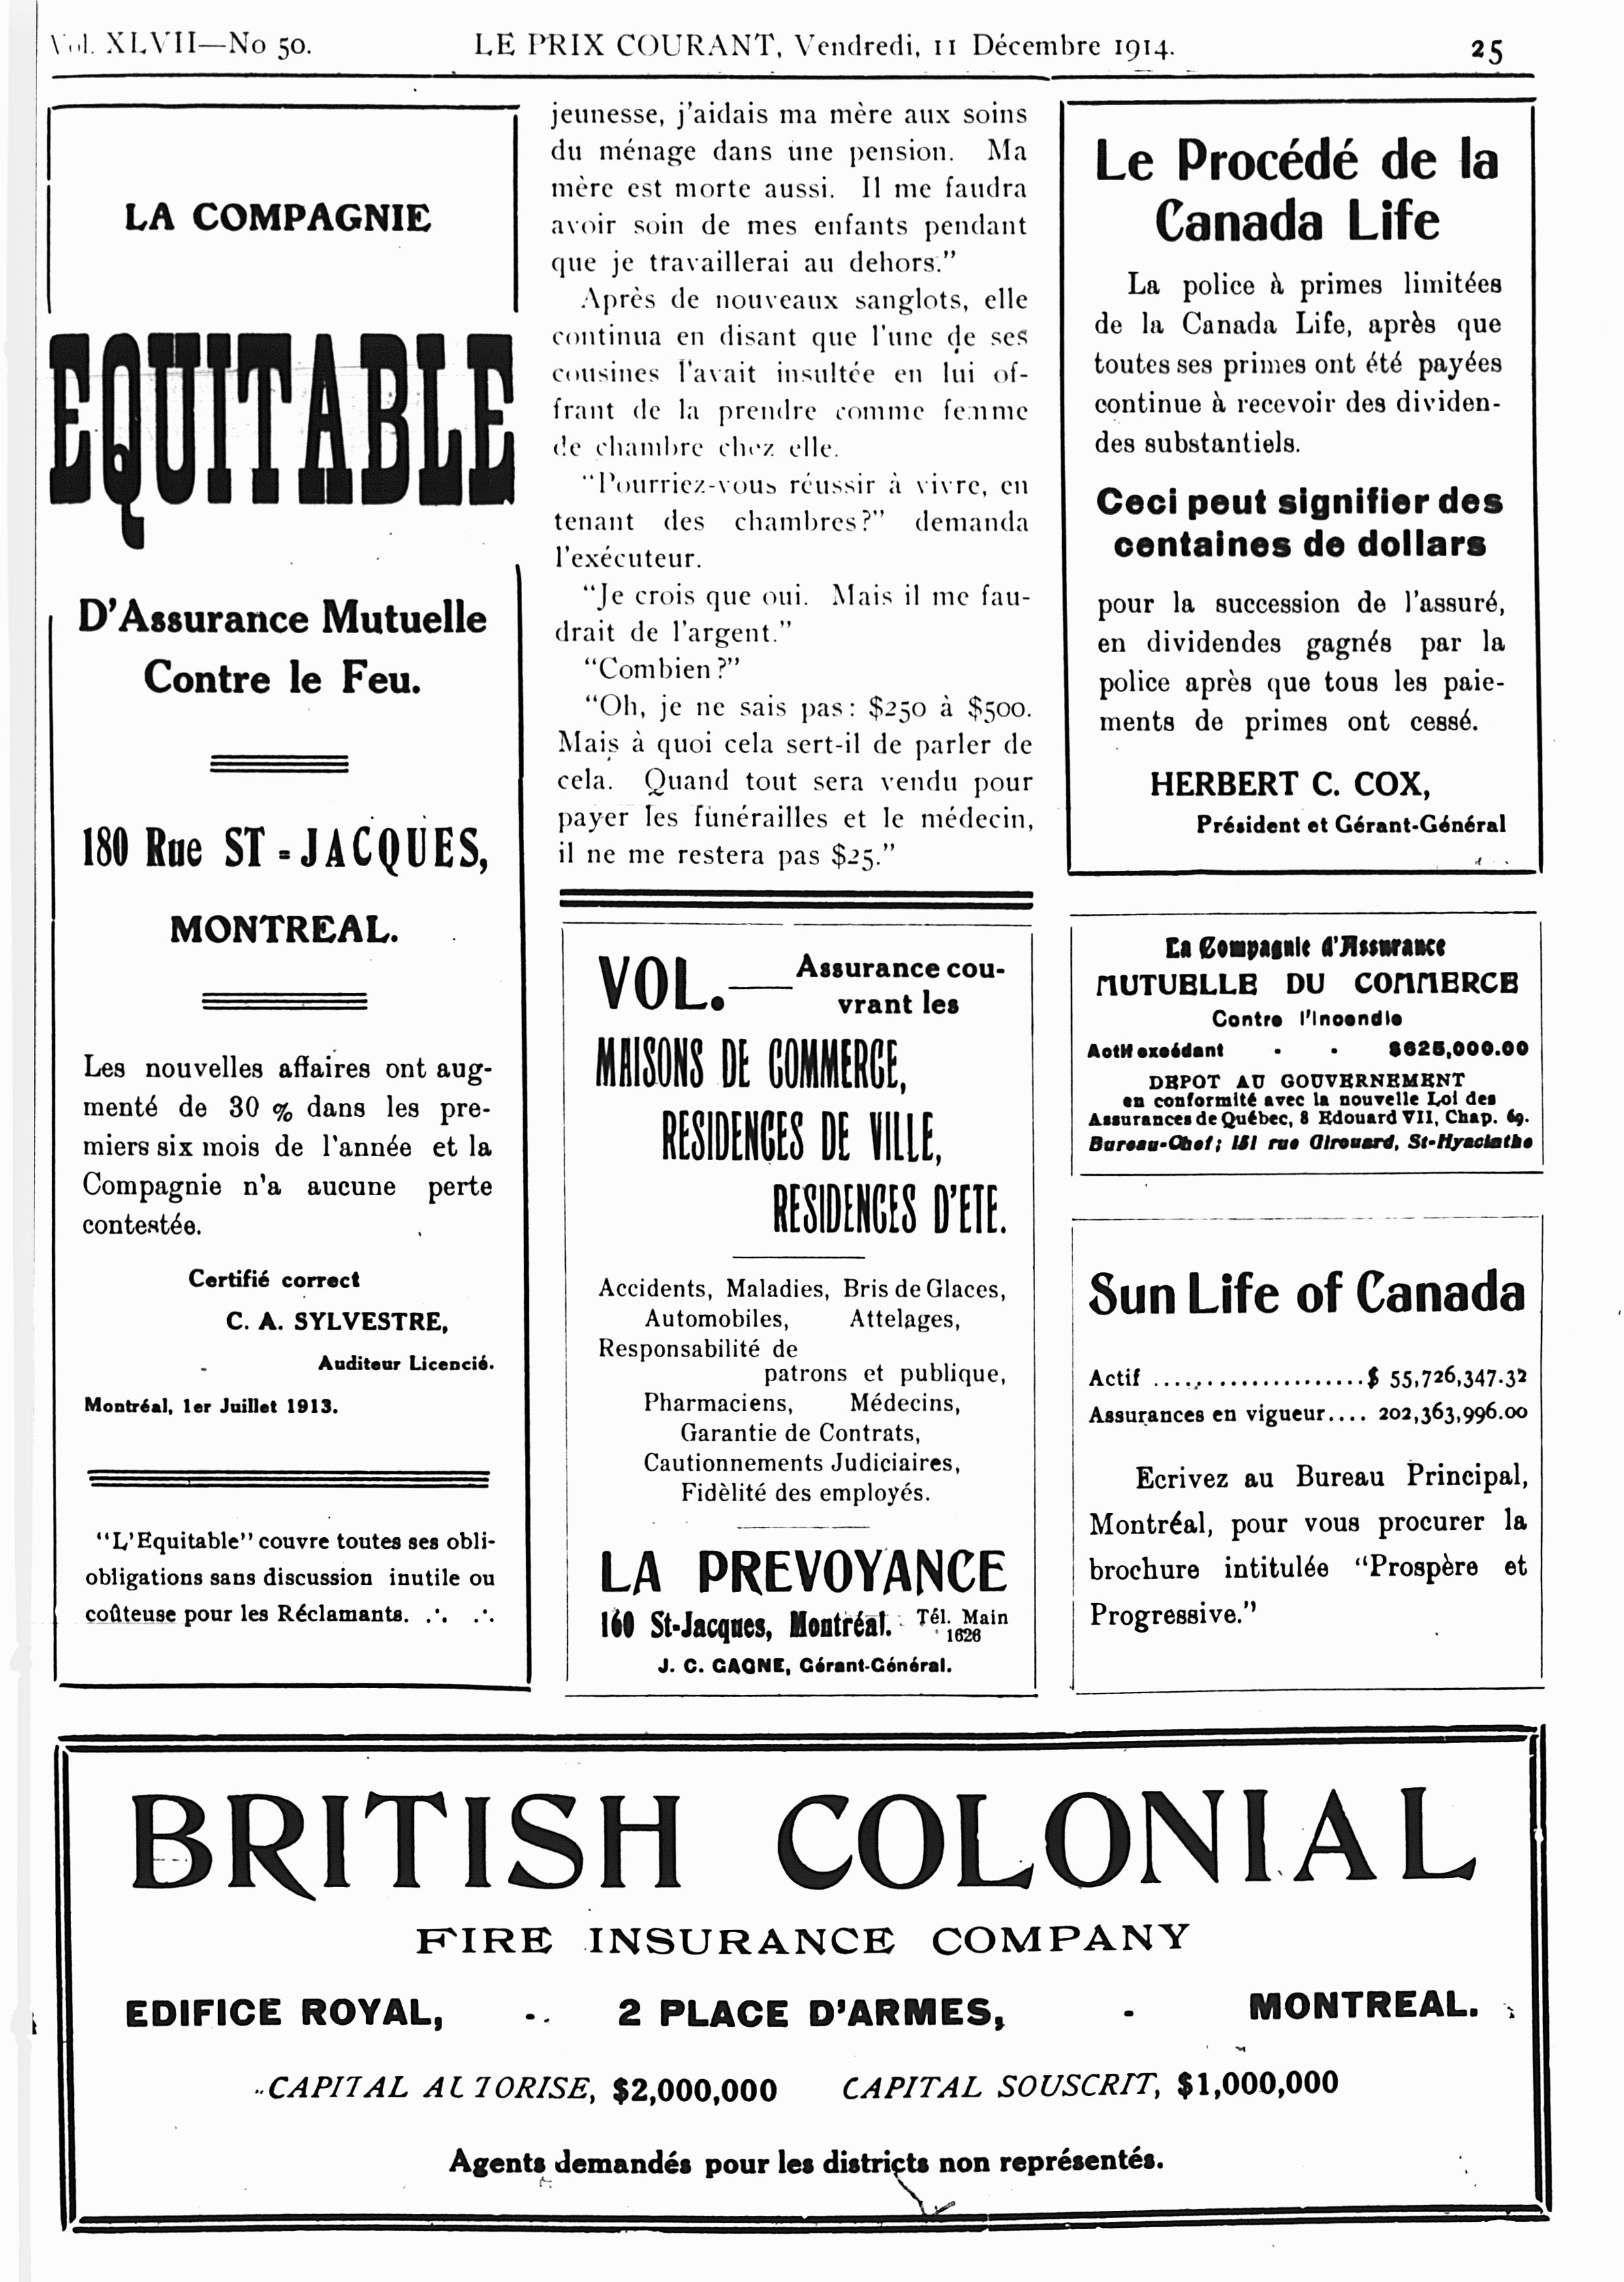 Vol. XLVII—No 50.
LE PRIX COURANT, Vendredi, 11 Décembre 1914.
25
LA COMPAGNIE
EQUITABLE
D'Assurance Mutuelle
Contre le Feu.
180 Rue ST-JACQUES,
MONTREAL.
Les nouvelles affaires ont aug-
menté de 30 % dans les pre-
miers six mois de l'année et la
Compagnie n'a aucune perte
contestée.
Certifié correct
C. A. SYLVESTRE,
Auditeur Licencié.
Montréal, 1er Juillet 1913.
"L'Equitable" couvre toutes ses obli-
obligations sans discussion inutile ou
coûteuse pour les Réclamants. .·. .·.
jeunesse, j'aidais ma mère aux soins
du ménage dans une pension. Ma
mère est morte aussi. Il me faudra
avoir soin de mes enfants pendant
que je travaillerai au dehors."
Après de nouveaux sanglots, elle
continua en disant que l'une de ses
cousines l'avait insultée en lui of-
frant de la prendre comme femme
de chambre chez elle.
"Pourriez-vous réussir à vivre, en
tenant des chambres?" demanda
l'exécuteur.
"Je crois que oui. Mais il me fau-
drait de l'argent."
"Combien?"
"Oh, je ne sais pas: $250 à $500.
Mais à quoi cela sert-il de parler de
cela. Quand tout sera vendu pour
payer les funérailles et le médecin,
il ne me restera pas $25."
VOL.— Assurance cou-
vrant les
MAISONS DE COMMERCE,
RESIDENCES DE VILLE,
RESIDENCES D'ETE.
Accidents, Maladies, Bris de Glaces,
Automobiles, Attelages,
Responsabilité de
patrons et publique,
Pharmaciens, Médecins,
Garantie de Contrats,
Cautionnements Judiciaires,
Fidèlité des employés.
LA PREVOYANCE
160 St-Jacques, Montréal. Tél. Main
1626
J. C. GAGNE, Gérant-Général.
Le Procédé de la
Canada Life
La police à primes limitées
de la Canada Life, après que
toutes ses primes ont été payées
continue à recevoir des dividen-
des substantiels.
Ceci peut signifier des
centaines de dollars
pour la succession de l'assuré,
en dividendes gagnés par la
police après que tous les paie-
ments de primes ont cessé.
HERBERT C. COX,
Président et Gérant-Général
La Compagnie d'Assurance
MUTUELLE DU COMMERCE
Contre l'Incendie
Actif excédant - - $625,000.00
DEPOT AU GOUVERNEMENT
en conformité avec la nouvelle Loi des
Assurances de Québec, 8 Edouard VII, Chap. 69.
Bureau-Chef; 151 rue Girouard, St-Hyacinthe
Sun Life of Canada
Actif ..................... $ 55,726,347.32
Assurances en vigueur.... 202,363,996.00
Ecrivez au Bureau Principal,
Montréal, pour vous procurer la
brochure intitulée "Prospère et
Progressive."
BRITISH COLONIAL
FIRE INSURANCE COMPANY
EDIFICE ROYAL, - - 2 PLACE D'ARMES, - MONTREAL.
CAPITAL AUTORISE, $2,000,000 CAPITAL SOUSCRIT, $1,000,000
Agents demandés pour les districts non représentés.